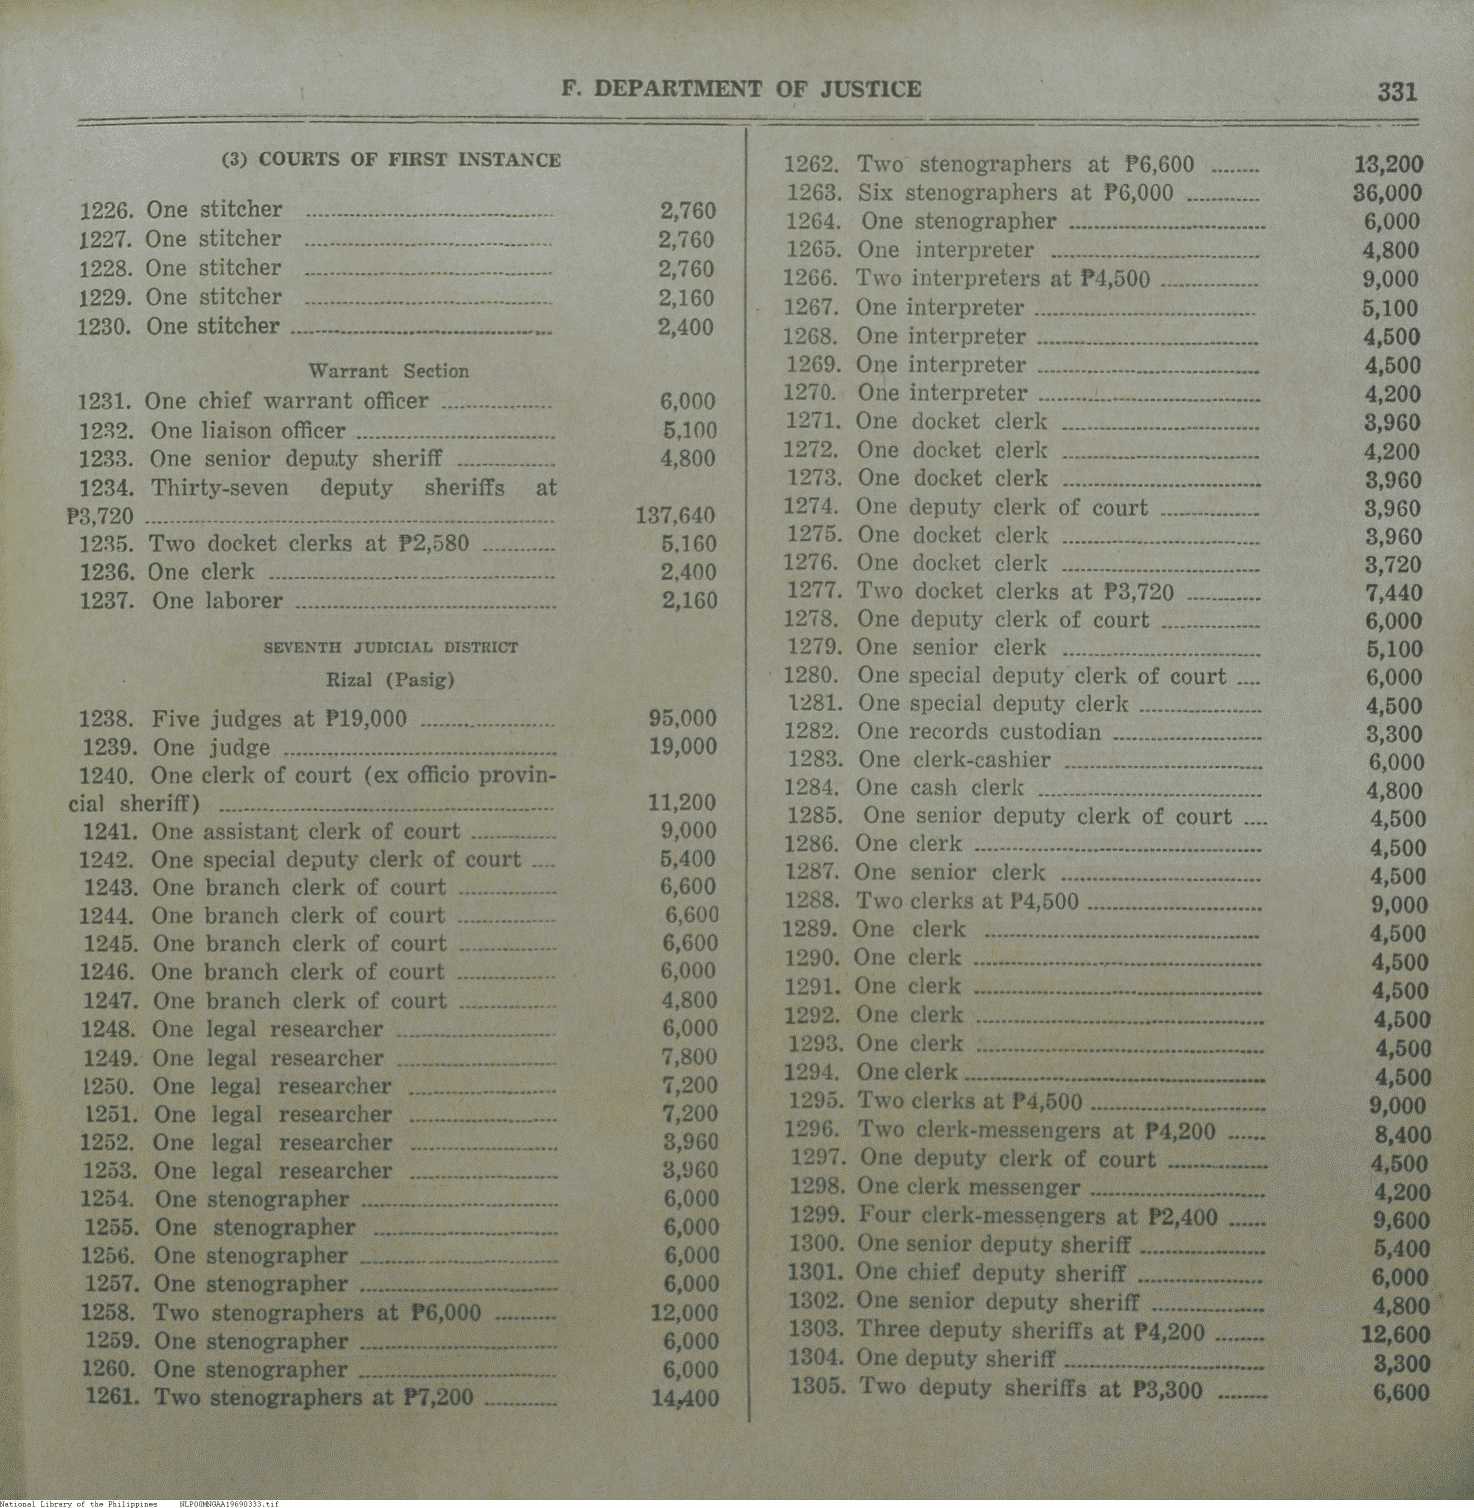 F. DEPARTMENT OF JUSTICE
331
(3) COURTS OF FIRST INSTANCE
1226. One stitcher ........ 2,760
1227. One stitcher ........ 2,760
1228. One stitcher ........ 2,760
1229. One stitcher ........ 2,160
1230. One stitcher ........ 2,400
Warrant Section
1231. One chief warrant officer ........ 6,000
1232. One liaison officer ........ 5,100
1233. One senior deputy sheriff ........ 4,800
1234. Thirty-seven deputy sheriffs at
₱3,720 ........ 137,640
1235. Two docket clerks at ₱2,580 ........ 5,160
1236. One clerk ........ 2,400
1237. One laborer ........ 2,160
SEVENTH JUDICIAL DISTRICT
Rizal (Pasig)
1238. Five judges at ₱19,000 ........ 95,000
1239. One judge ........ 19,000
1240. One clerk of court (ex officio provin-
cial sheriff) ........ 11,200
1241. One assistant clerk of court ........ 9,000
1242. One special deputy clerk of court .... 5,400
1243. One branch clerk of court ........ 6,600
1244. One branch clerk of court ........ 6,600
1245. One branch clerk of court ........ 6,600
1246. One branch clerk of court ........ 6,000
1247. One branch clerk of court ........ 4,800
1248. One legal researcher ........ 6,000
1249. One legal researcher ........ 7,800
1250. One legal researcher ........ 7,200
1251. One legal researcher ........ 7,200
1252. One legal researcher ........ 3,960
1253. One legal researcher ........ 3,960
1254. One stenographer ........ 6,000
1255. One stenographer ........ 6,000
1256. One stenographer ........ 6,000
1257. One stenographer ........ 6,000
1258. Two stenographers at ₱6,000 ........ 12,000
1259. One stenographer ........ 6,000
1260. One stenographer ........ 6,000
1261. Two stenographers at ₱7,200 ........ 14,400
1262. Two stenographers at ₱6,600 ........ 13,200
1263. Six stenographers at ₱6,000 ........ 36,000
1264. One stenographer ........ 6,000
1265. One interpreter ........ 4,800
1266. Two interpreters at ₱4,500 ........ 9,000
1267. One interpreter ........ 5,100
1268. One interpreter ........ 4,500
1269. One interpreter ........ 4,500
1270. One interpreter ........ 4,200
1271. One docket clerk ........ 3,960
1272. One docket clerk ........ 4,200
1273. One docket clerk ........ 3,960
1274. One deputy clerk of court ........ 3,960
1275. One docket clerk ........ 3,960
1276. One docket clerk ........ 3,720
1277. Two docket clerks at ₱3,720 ........ 7,440
1278. One deputy clerk of court ........ 6,000
1279. One senior clerk ........ 5,100
1280. One special deputy clerk of court .... 6,000
1281. One special deputy clerk ........ 4,500
1282. One records custodian ........ 3,300
1283. One clerk-cashier ........ 6,000
1284. One cash clerk ........ 4,800
1285. One senior deputy clerk of court .... 4,500
1286. One clerk ........ 4,500
1287. One senior clerk ........ 4,500
1288. Two clerks at ₱4,500 ........ 9,000
1289. One clerk ........ 4,500
1290. One clerk ........ 4,500
1291. One clerk ........ 4,500
1292. One clerk ........ 4,500
1293. One clerk ........ 4,500
1294. One clerk ........ 4,500
1295. Two clerks at ₱4,500 ........ 9,000
1296. Two clerk-messengers at ₱4,200 ...... 8,400
1297. One deputy clerk of court ........ 4,500
1298. One clerk messenger ........ 4,200
1299. Four clerk-messengers at ₱2,400 ...... 9,600
1300. One senior deputy sheriff ........ 5,400
1301. One chief deputy sheriff ........ 6,000
1302. One senior deputy sheriff ........ 4,800
1303. Three deputy sheriffs at ₱4,200 ........ 12,600
1304. One deputy sheriff ........ 3,300
1305. Two deputy sheriffs at ₱3,300 ........ 6,600
National Library of the Philippines NLPOOMNGAA19690333.tif